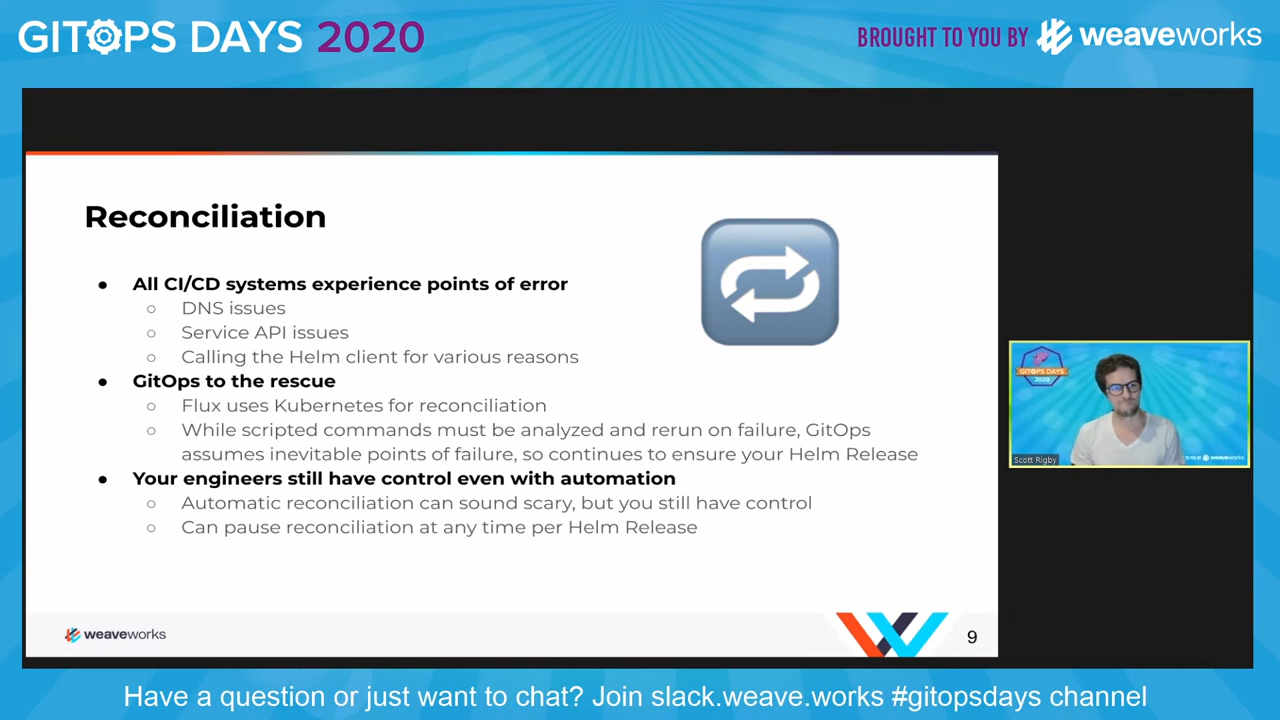 GITOPS DAYS 2020
BROUGHT TO YOU BY weaveworks
Reconciliation
● All CI/CD systems experience points of error
○ DNS issues
○ Service API issues
○ Calling the Helm client for various reasons
● GitOps to the rescue
○ Flux uses Kubernetes for reconciliation
○ While scripted commands must be analyzed and rerun on failure, GitOps
assumes inevitable points of failure, so continues to ensure your Helm Release
● Your engineers still have control even with automation
○ Automatic reconciliation can sound scary, but you still have control
○ Can pause reconciliation at any time per Helm Release
GITOPS DAYS
2020
TO YOU BY weaveworks
Scott Rigby
weaveworks
9
Have a question or just want to chat? Join slack.weave.works #gitopsdays channel